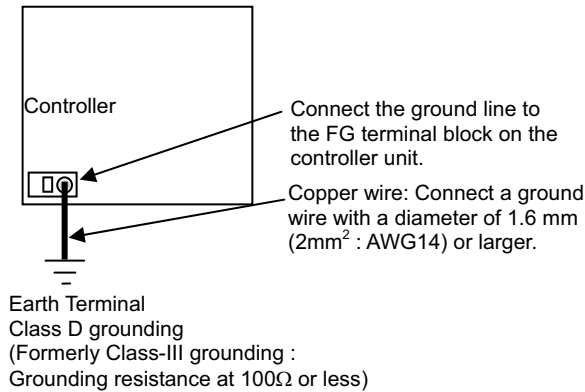 Controller
Connect the ground line to
the FG terminal block on the
controller unit.
Copper wire: Connect a ground
wire with a diameter of 1.6 mm
(2mm² : AWG14) or larger.
Earth Terminal
Class D grounding
(Formerly Class-III grounding :
Grounding resistance at 100Ω or less)